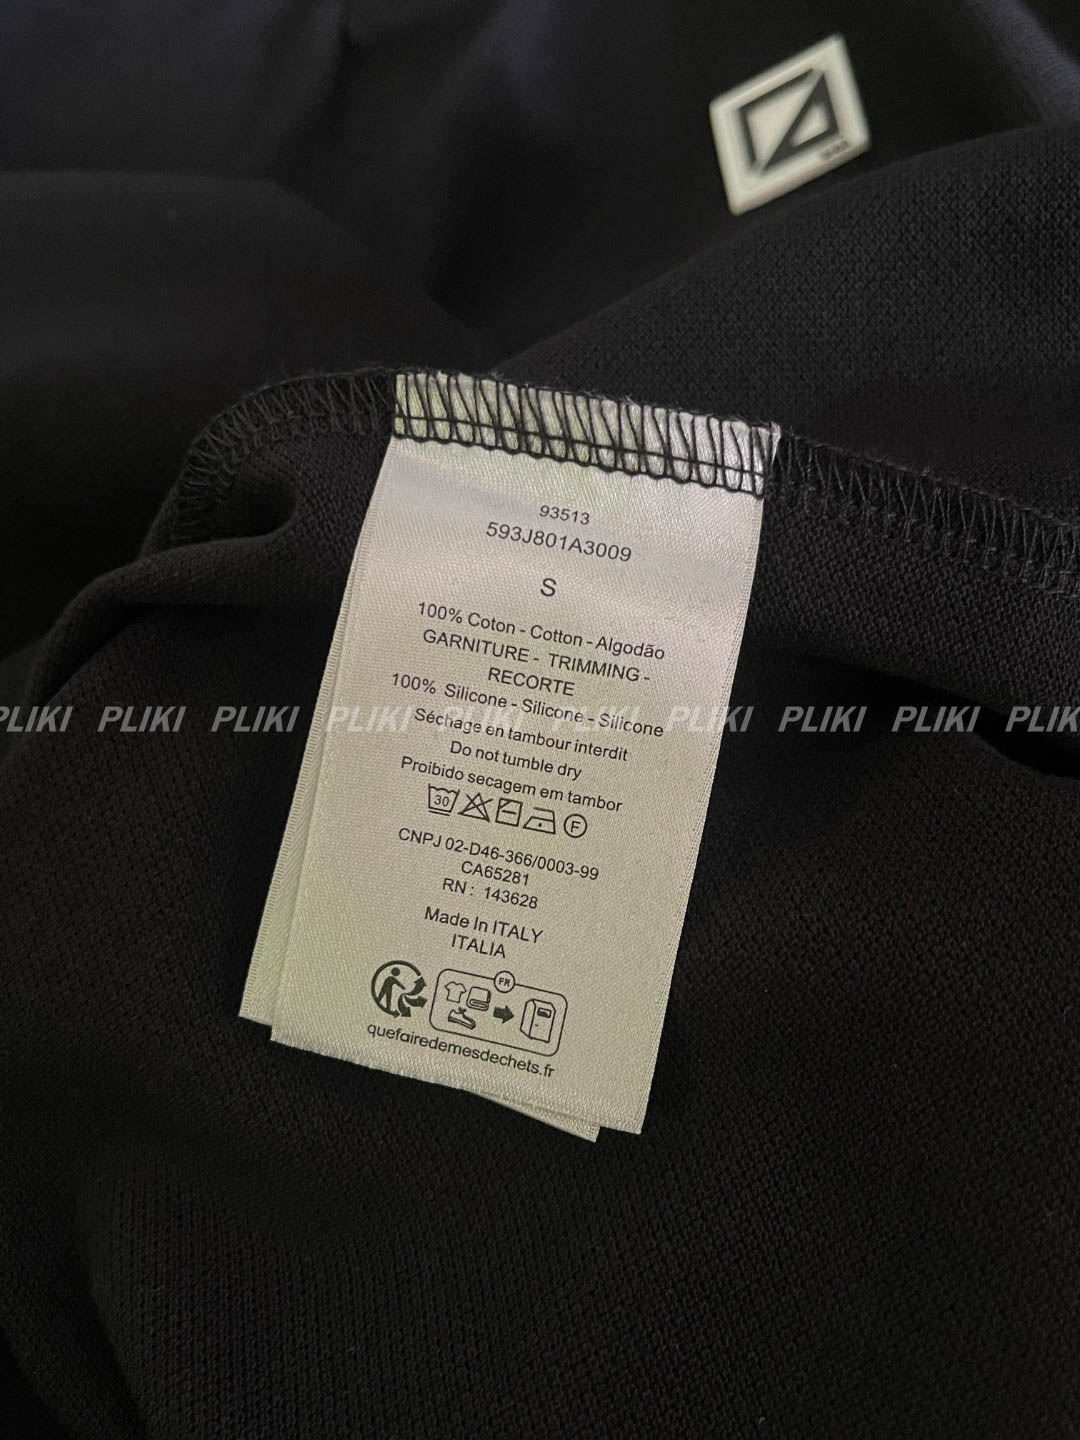 93513
593J801A3009
S
100% Coton - Cotton - Algodão
GARNITURE - TRIMMING -
RECORTE
100% Silicone - Silicone - Silicone
PLIKI PLIKI PLIKI PLIKI PLIKI PLIKI PLIKI PLIKI PLIKI PLIK
Séchage en tambour interdit
Do not tumble dry
Proibido secagem em tambor
30 F
CNPJ 02-D46-366/0003-99
CA65281
RN : 143628
Made In ITALY
ITALIA
FR
quefairedemesdechets.fr